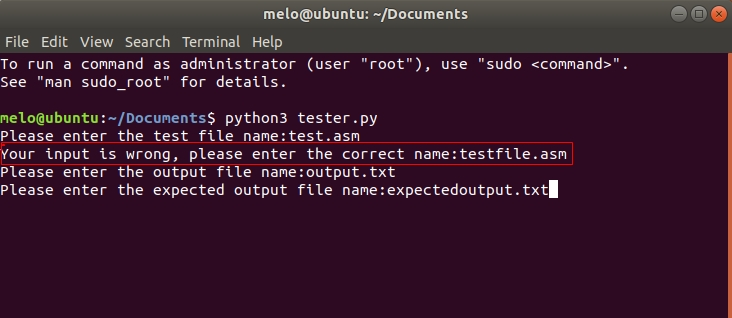 melo@ubuntu: ~/Documents
File Edit View Search Terminal Help
To run a command as administrator (user "root"), use "sudo <command>".
See "man sudo_root" for details.
melo@ubuntu:~/Documents$ python3 tester.py
Please enter the test file name:test.asm
Your input is wrong, please enter the correct name:testfile.asm
Please enter the output file name:output.txt
Please enter the expected output file name:expectedoutput.txt